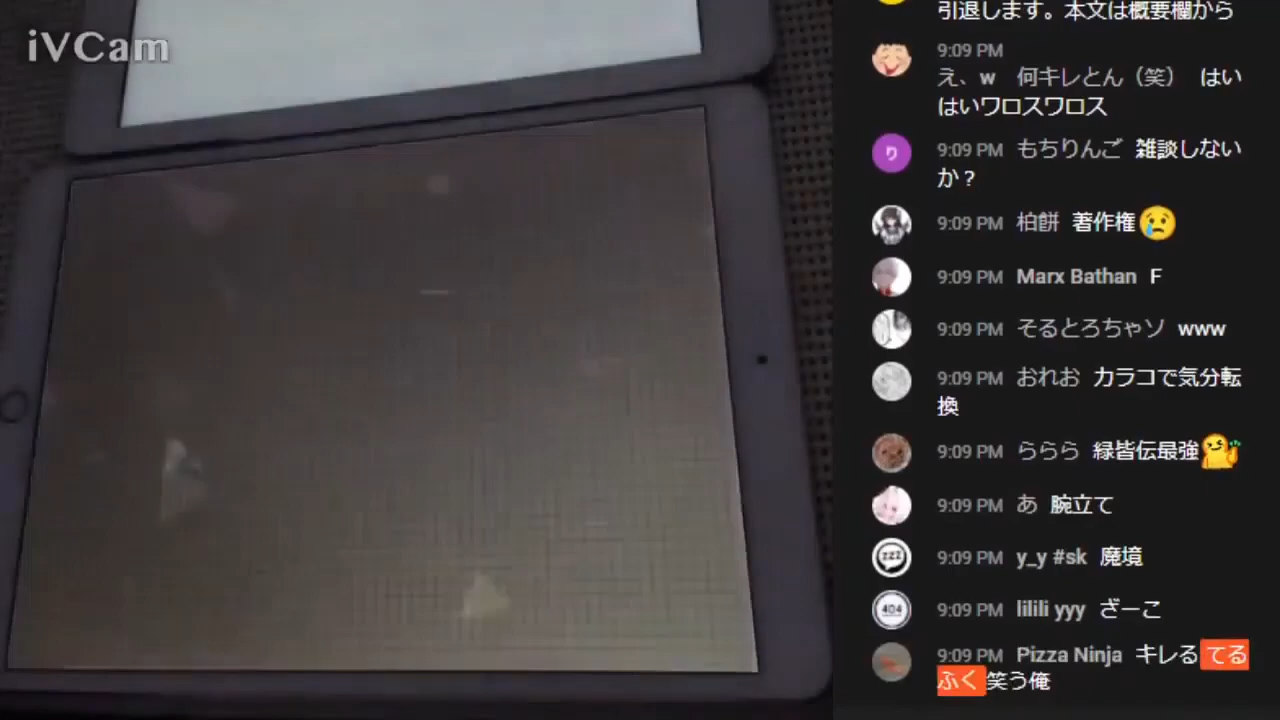 iVCam
引退します。本文は概要欄から
9:09 PM
え、w 何キレとん（笑） はい
はいワロスワロス
り
9:09 PM もちりんご 雑談しない
か？
9:09 PM 柏餅 著作権😢
9:09 PM Marx Bathan F
9:09 PM そるとろちゃソ www
9:09 PM おれお カラコで気分転
換
9:09 PM ららら 緑皆伝最強
9:09 PM あ 腕立て
zzz
9:09 PM y_y #sk 魔境
404
9:09 PM lilili yyy ざーこ
9:09 PM Pizza Ninja キレる てる
ふく 笑う俺